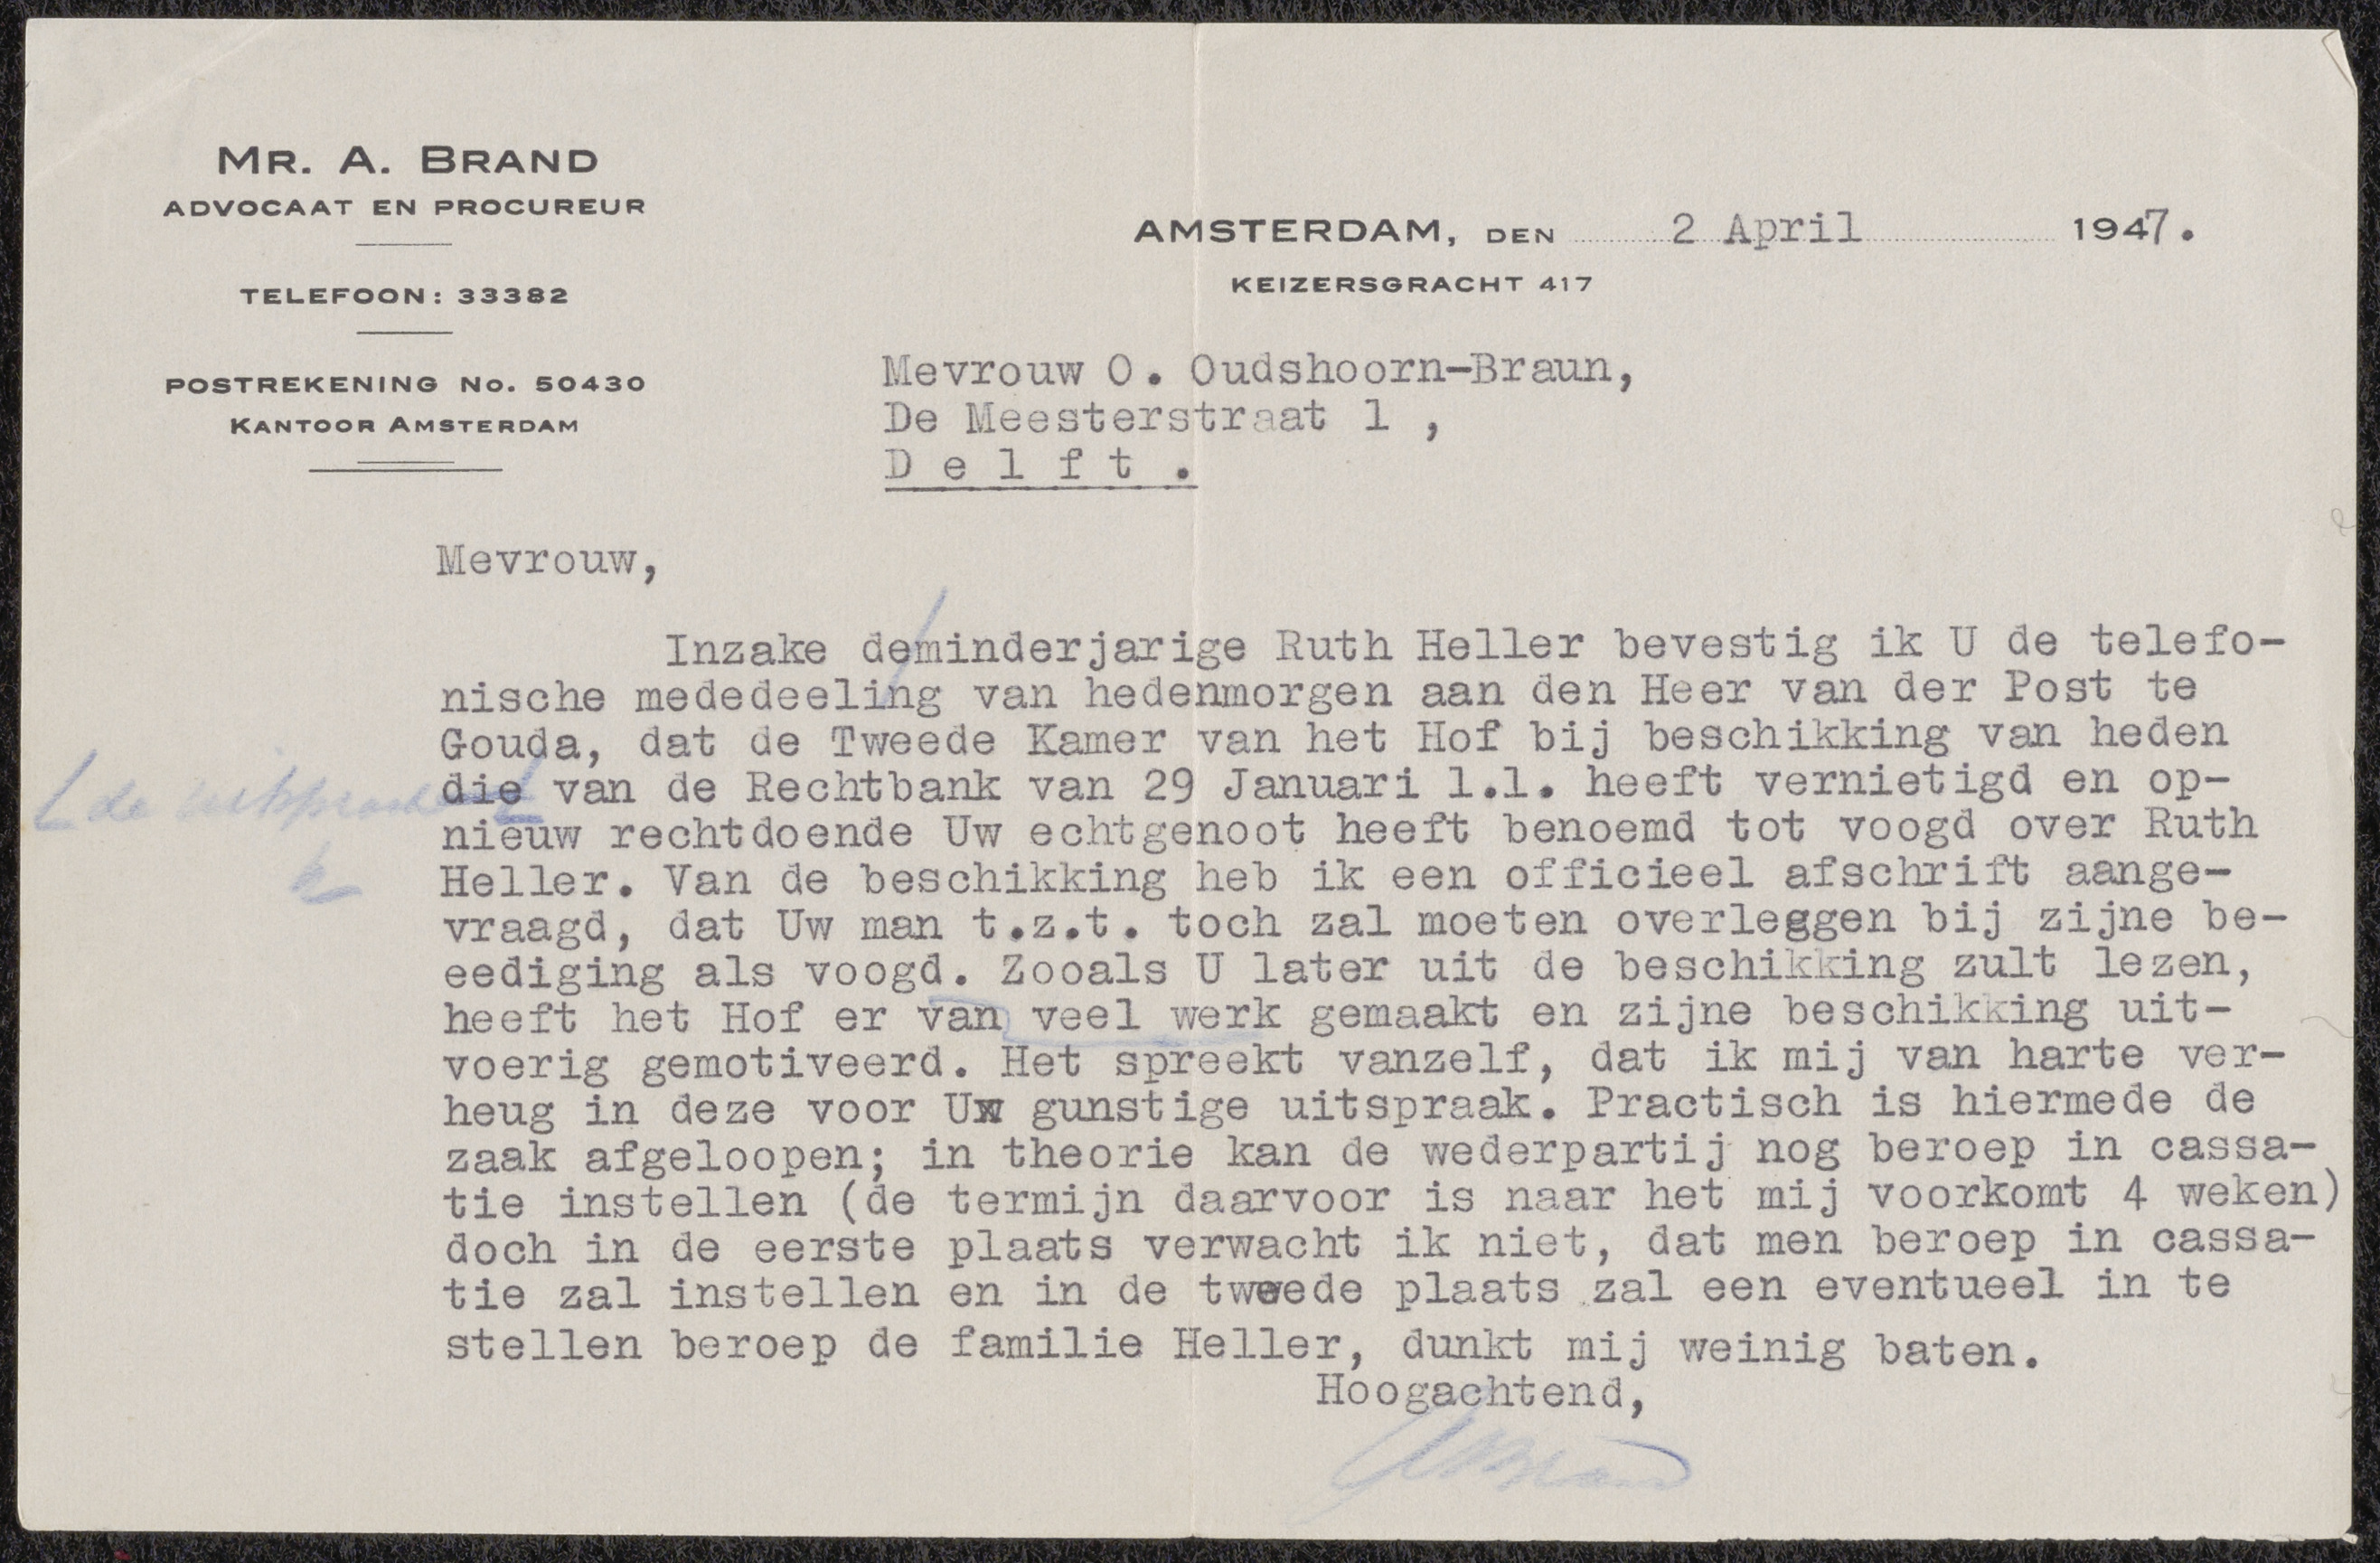 MR. A. BRAND
ADVOCAAT EN PROCUREUR
TELEFOON: 33382
POSTREKENING No. 50430
KANTOOR AMSTERDAM
AMSTERDAM, DEN 2 April 1947.
KEIZERSGRACHT 417
Mevrouw O. Oudshoorn-Braun,
De Meesterstraat 1 ,
D e l f t .
Mevrouw,
Inzake deminderjarige Ruth Heller bevestig ik U de telefo-
nische mededeeling van hedenmorgen aan den Heer van der Post te
Gouda, dat de Tweede Kamer van het Hof bij beschikking van heden
de uitspraak
die van de Rechtbank van 29 Januari l.l. heeft vernietigd en op-
nieuw rechtdoende Uw echtgenoot heeft benoemd tot voogd over Ruth
Heller. Van de beschikking heb ik een officieel afschrift aange-
vraagd, dat Uw man t.z.t. toch zal moeten overleggen bij zijne be-
eediging als voogd. Zooals U later uit de beschikking zult lezen,
heeft het Hof er van veel werk gemaakt en zijne beschikking uit-
voerig gemotiveerd. Het spreekt vanzelf, dat ik mij van harte ver-
heug in deze voor U gunstige uitspraak. Practisch is hiermede de
zaak afgeloopen; in theorie kan de wederpartij nog beroep in cassa-
tie instellen (de termijn daarvoor is naar het mij voorkomt 4 weken)
doch in de eerste plaats verwacht ik niet, dat men beroep in cassa-
tie zal instellen en in de tweede plaats zal een eventueel in te
stellen beroep de familie Heller, dunkt mij weinig baten.
Hoogachtend,
ABrand